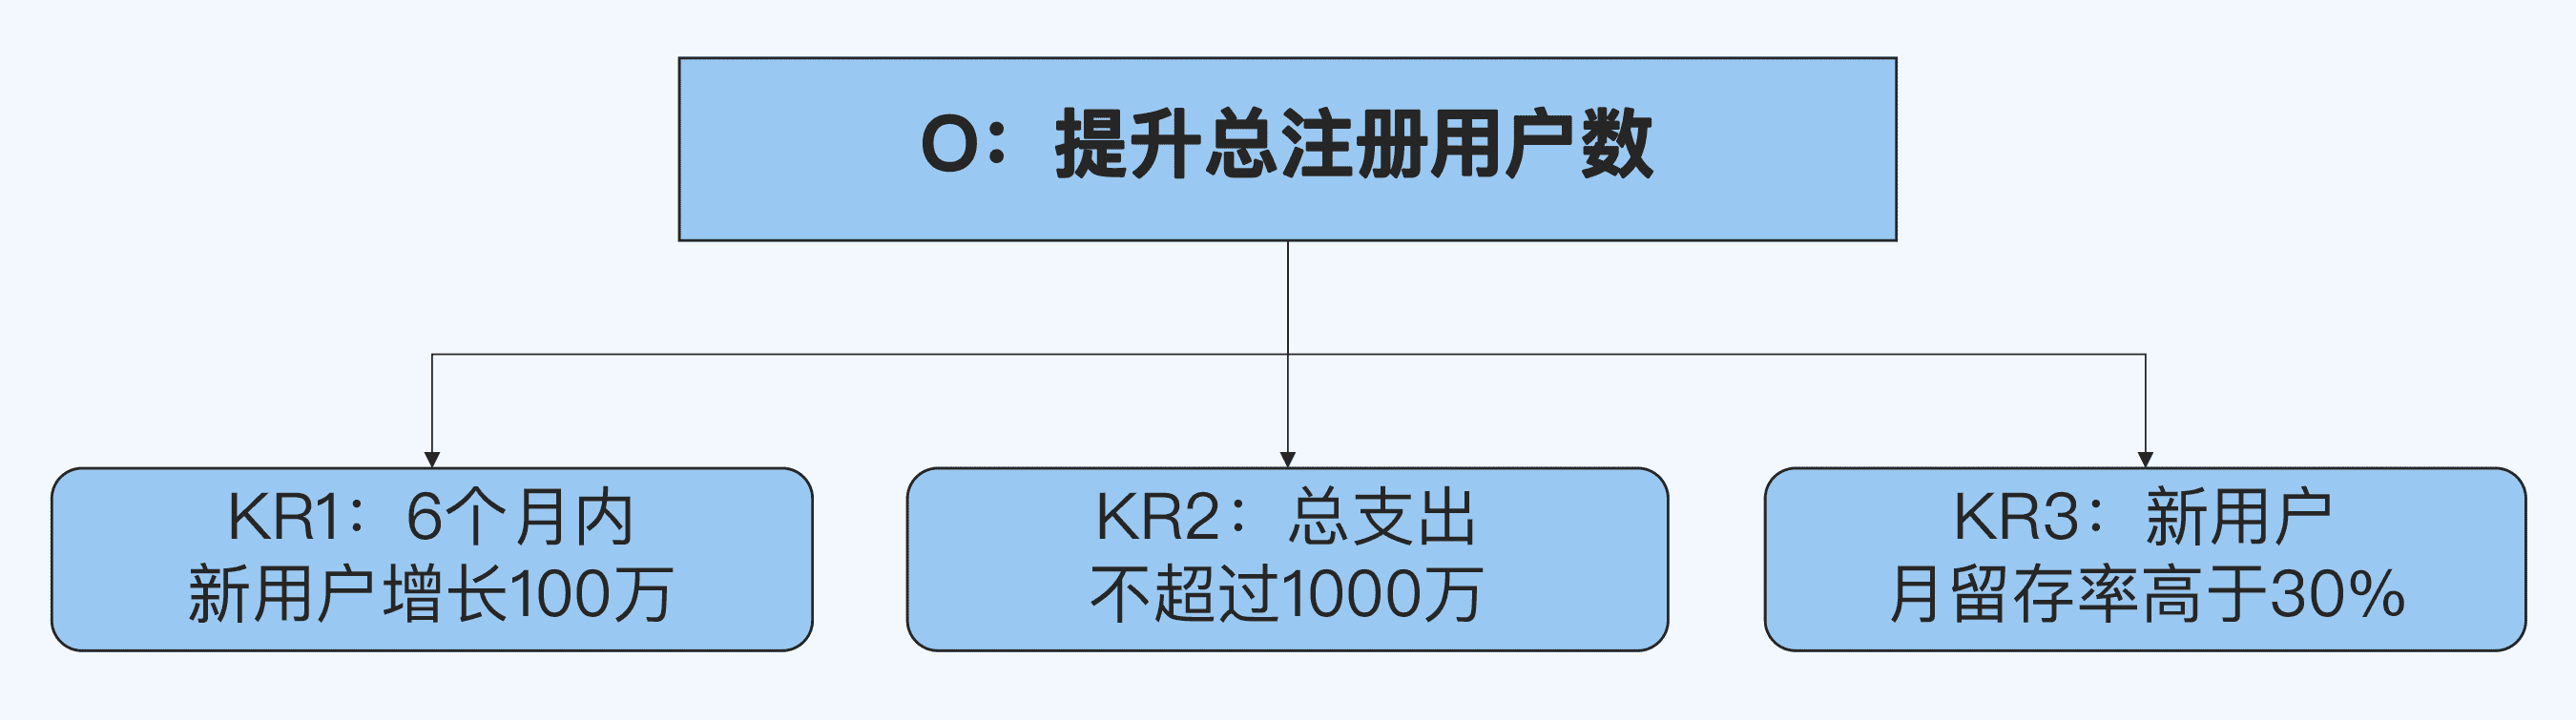 O：提升总注册用户数
KR1：6个月内
新用户增长100万
KR2：总支出
不超过1000万
KR3：新用户
月留存率高于30%